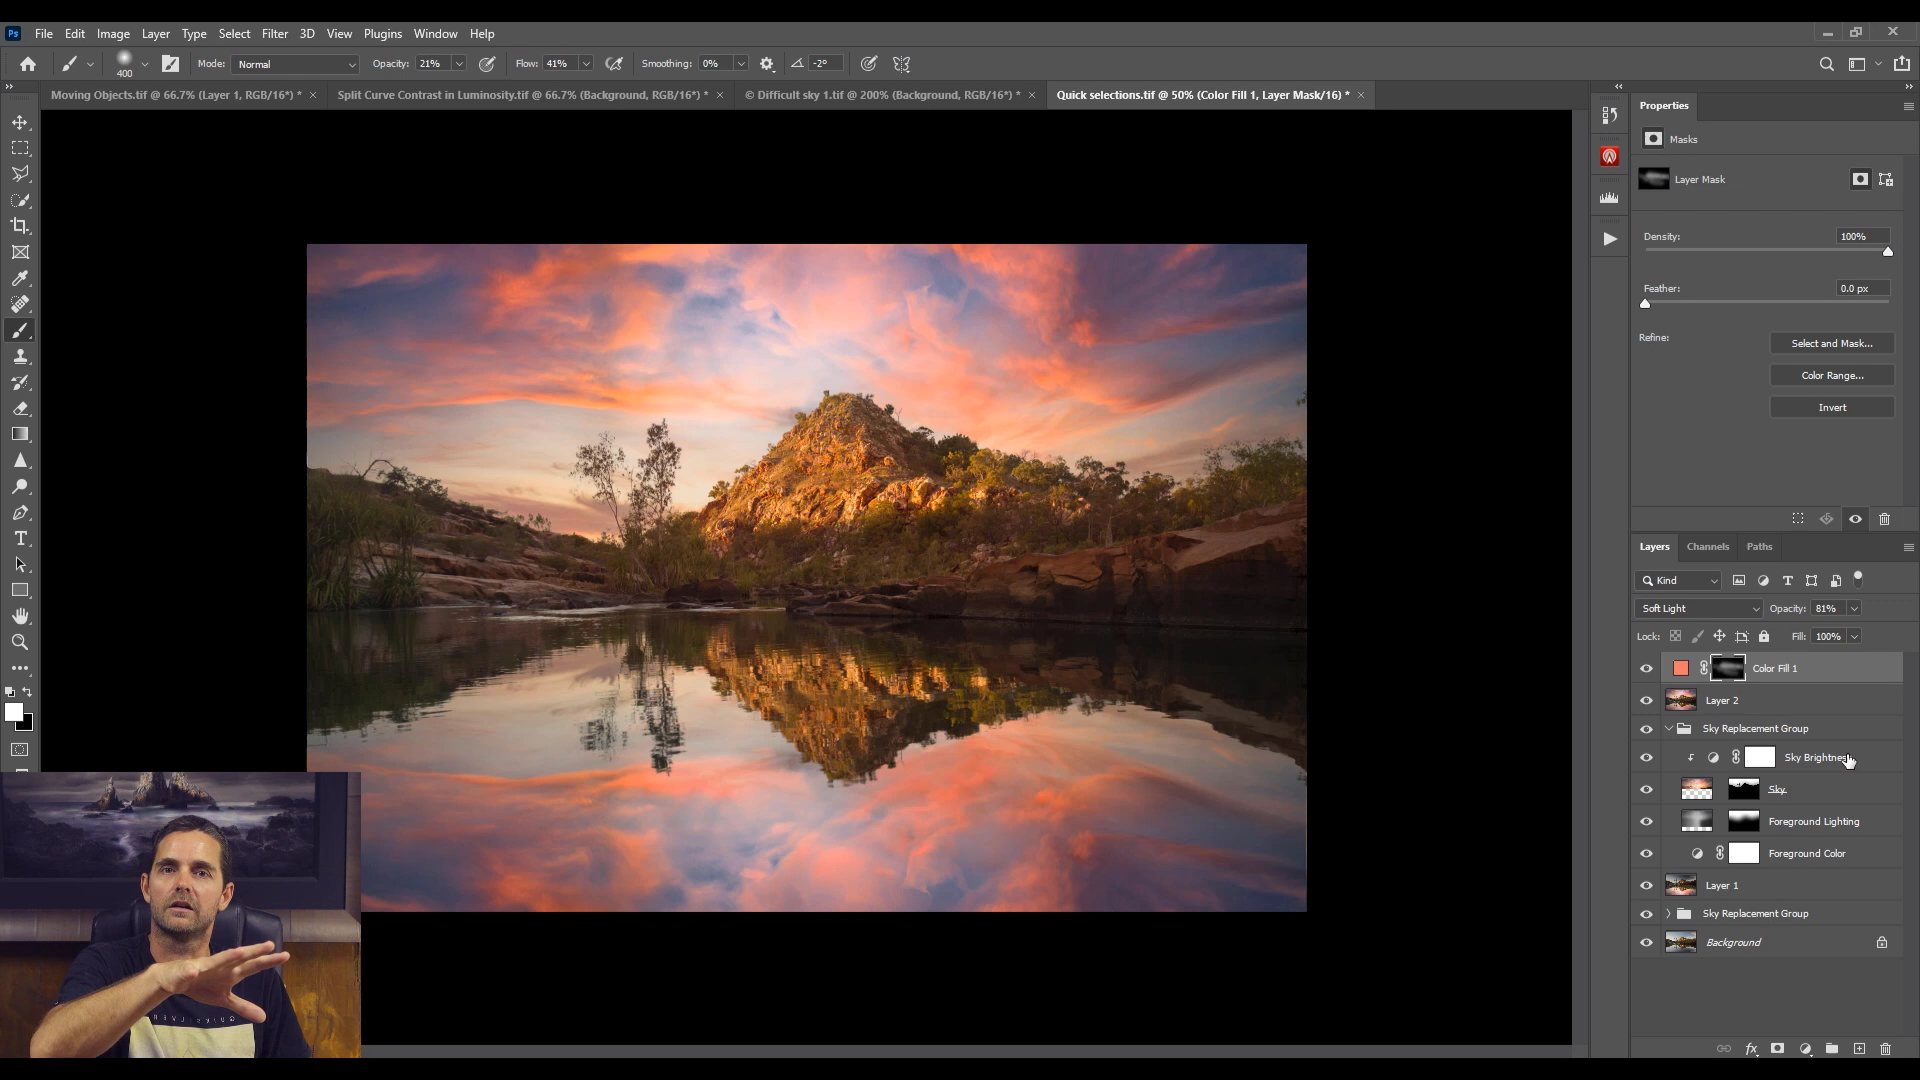 Ps File Edit Image Layer Type Select Filter 3D View Plugins Window Help
400 Mode: Normal Opacity: 21% Flow: 41% Smoothing: 0% -2°
Moving Objects.tif @ 66.7% (Layer 1, RGB/16*) * Split Curve Contrast in Luminosity.tif @ 66.7% (Background, RGB/16*) * © Difficult sky 1.tif @ 200% (Background, RGB/16*) * Quick selections.tif @ 50% (Color Fill 1, Layer Mask/16) *
Properties
Masks
Layer Mask
Density: 100%
Feather: 0.0 px
Refine: Select and Mask...
Color Range...
Invert
Layers Channels Paths
Kind
Soft Light Opacity: 81%
Lock: Fill: 100%
Color Fill 1
Layer 2
Sky Replacement Group
Sky Brightness
Sky
Foreground Lighting
Foreground Color
Layer 1
Sky Replacement Group
Background